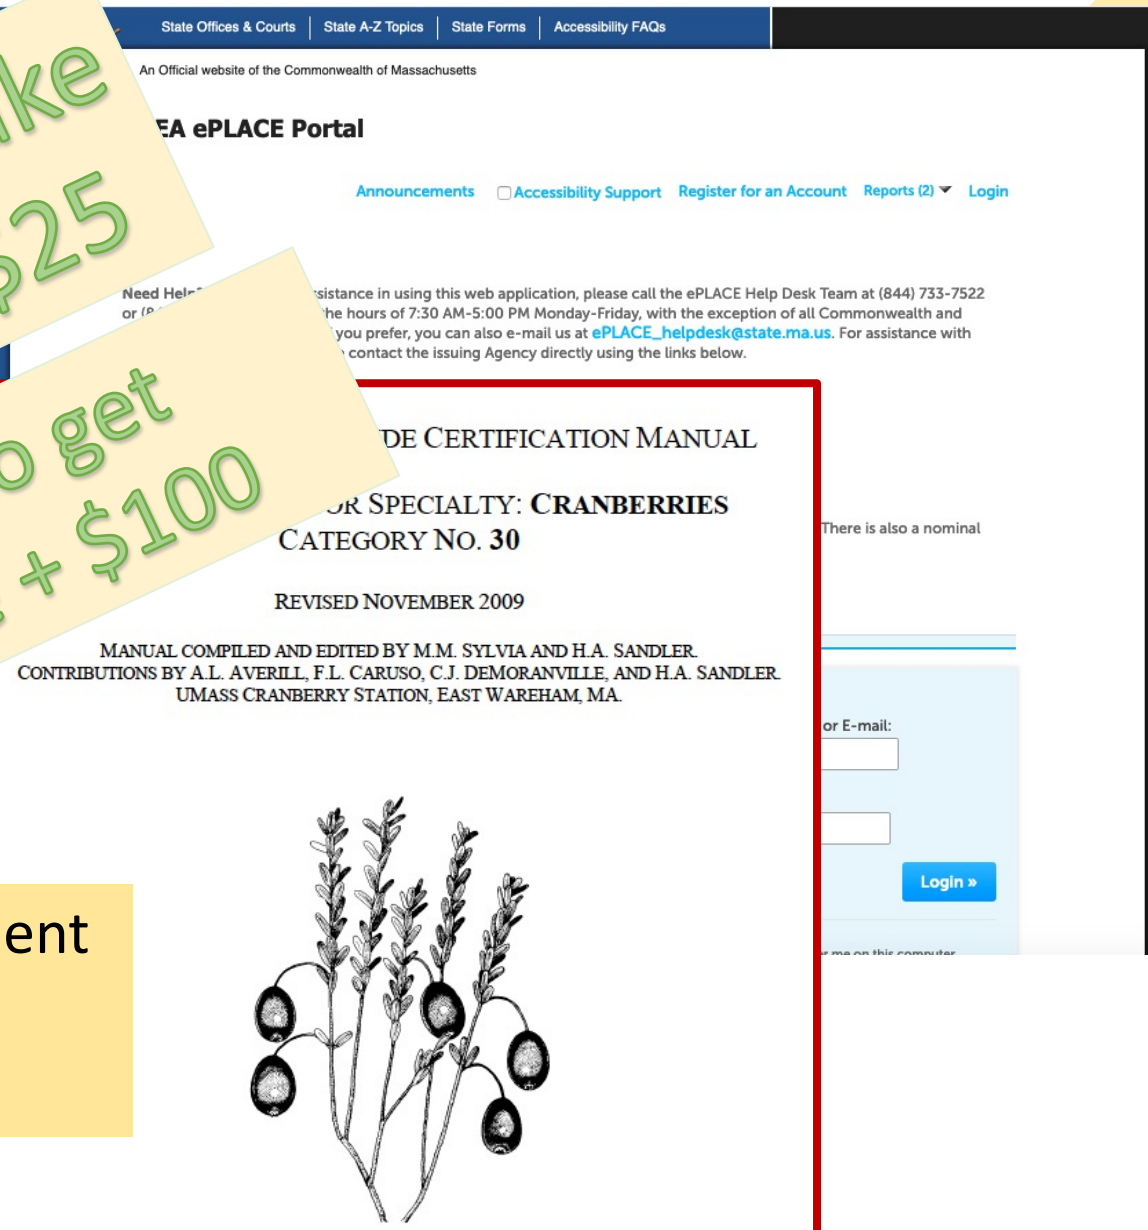 State Offices & Courts State A-Z Topics State Forms Accessibility FAQs
An Official website of the Commonwealth of Massachusetts
EA ePLACE Portal
Announcements Accessibility Support Register for an Account Reports (2) Login
$25
Need Help? sistance in using this web application, please call the ePLACE Help Desk Team at (844) 733-7522
or he hours of 7:30 AM-5:00 PM Monday-Friday, with the exception of all Commonwealth and
you prefer, you can also e-mail us at ePLACE_helpdesk@state.ma.us. For assistance with
contact the issuing Agency directly using the links below.
o get
+ $100
DE CERTIFICATION MANUAL
OR SPECIALTY: CRANBERRIES
CATEGORY NO. 30
There is also a nominal
REVISED NOVEMBER 2009
MANUAL COMPILED AND EDITED BY M.M. SYLVIA AND H.A. SANDLER.
CONTRIBUTIONS BY A.L. AVERILL, F.L. CARUSO, C.J. DEMORANVILLE, AND H.A. SANDLER.
UMASS CRANBERRY STATION, EAST WAREHAM, MA.
or E-mail:
Login »
ent
me on this computer